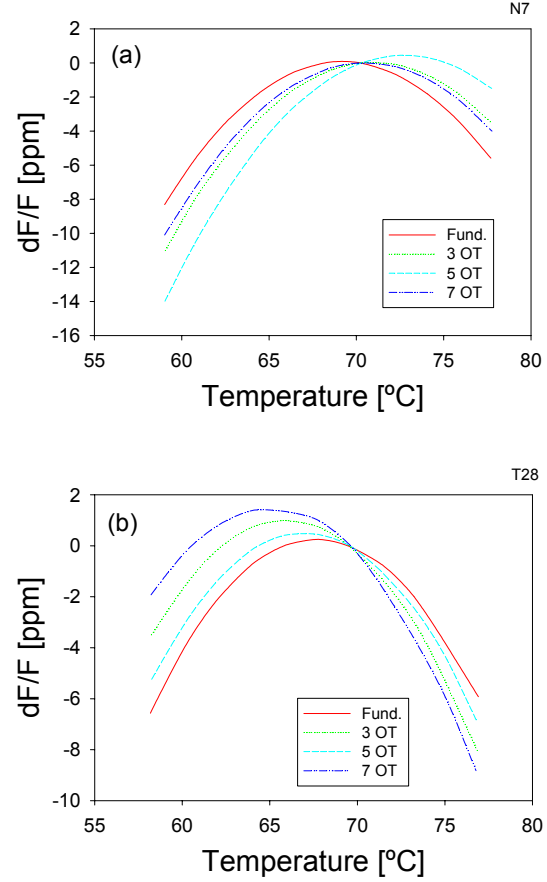 N7
(a)
2
0
-2
-4
-6
-8
-10
-12
-14
-16
dF/F [ppm]
Fund.
3 OT
5 OT
7 OT
55 60 65 70 75 80
Temperature [ºC]
T28
(b)
2
0
-2
-4
-6
-8
-10
dF/F [ppm]
Fund.
3 OT
5 OT
7 OT
55 60 65 70 75 80
Temperature [ºC]